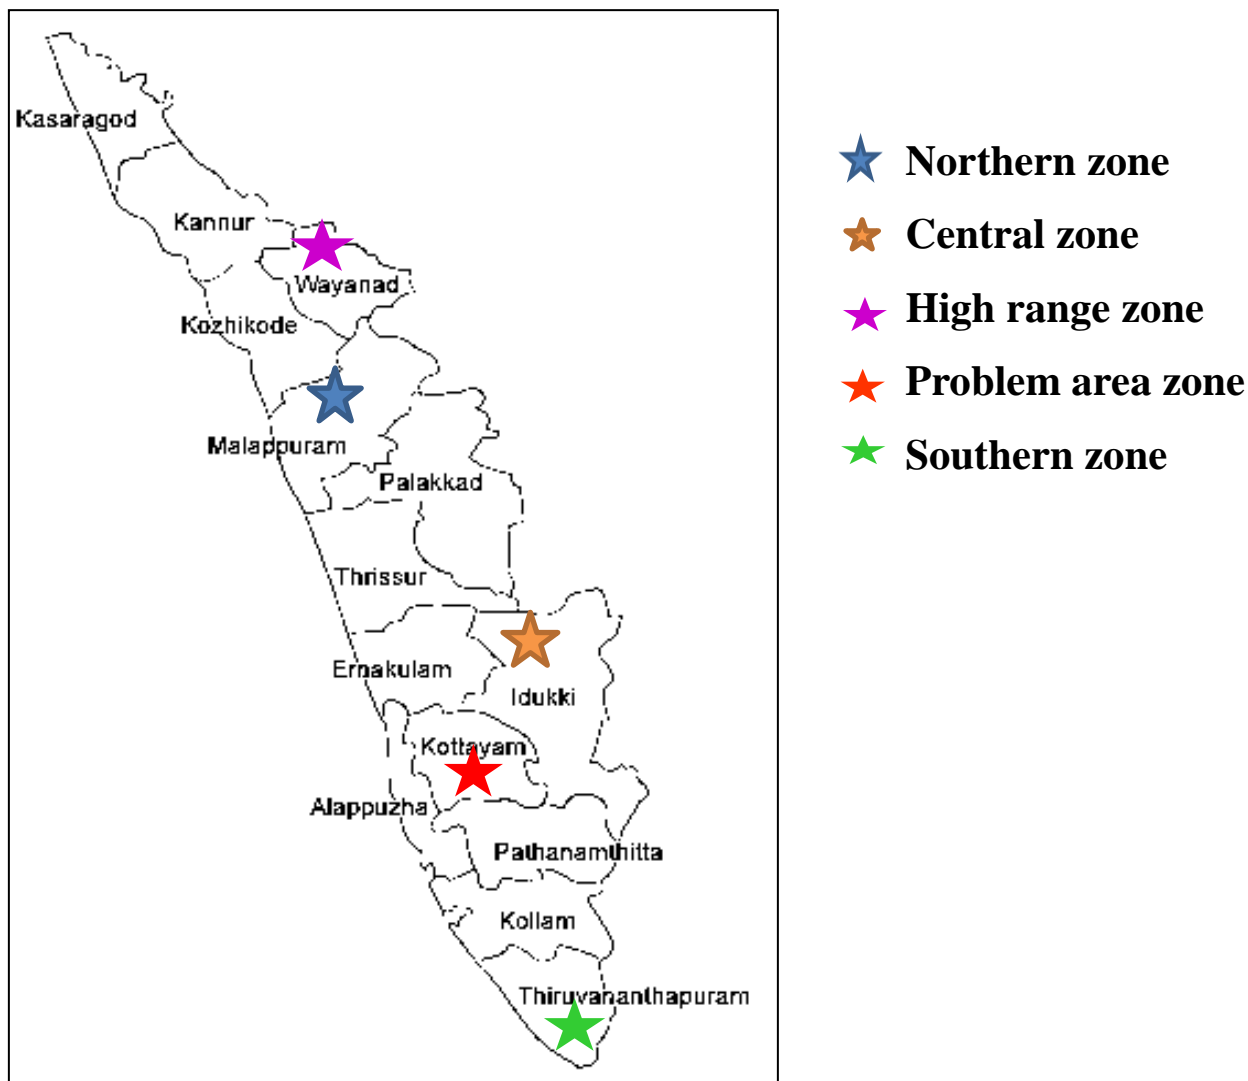 Kasaragod
Kannur
Wayanad
Kozhikode
Malappuram
Palakkad
Thrissur
Ernakulam
Idukki
Kottayam
Alappuzha
Pathanamthitta
Kollam
Thiruvananthapuram
Northern zone
Central zone
High range zone
Problem area zone
Southern zone